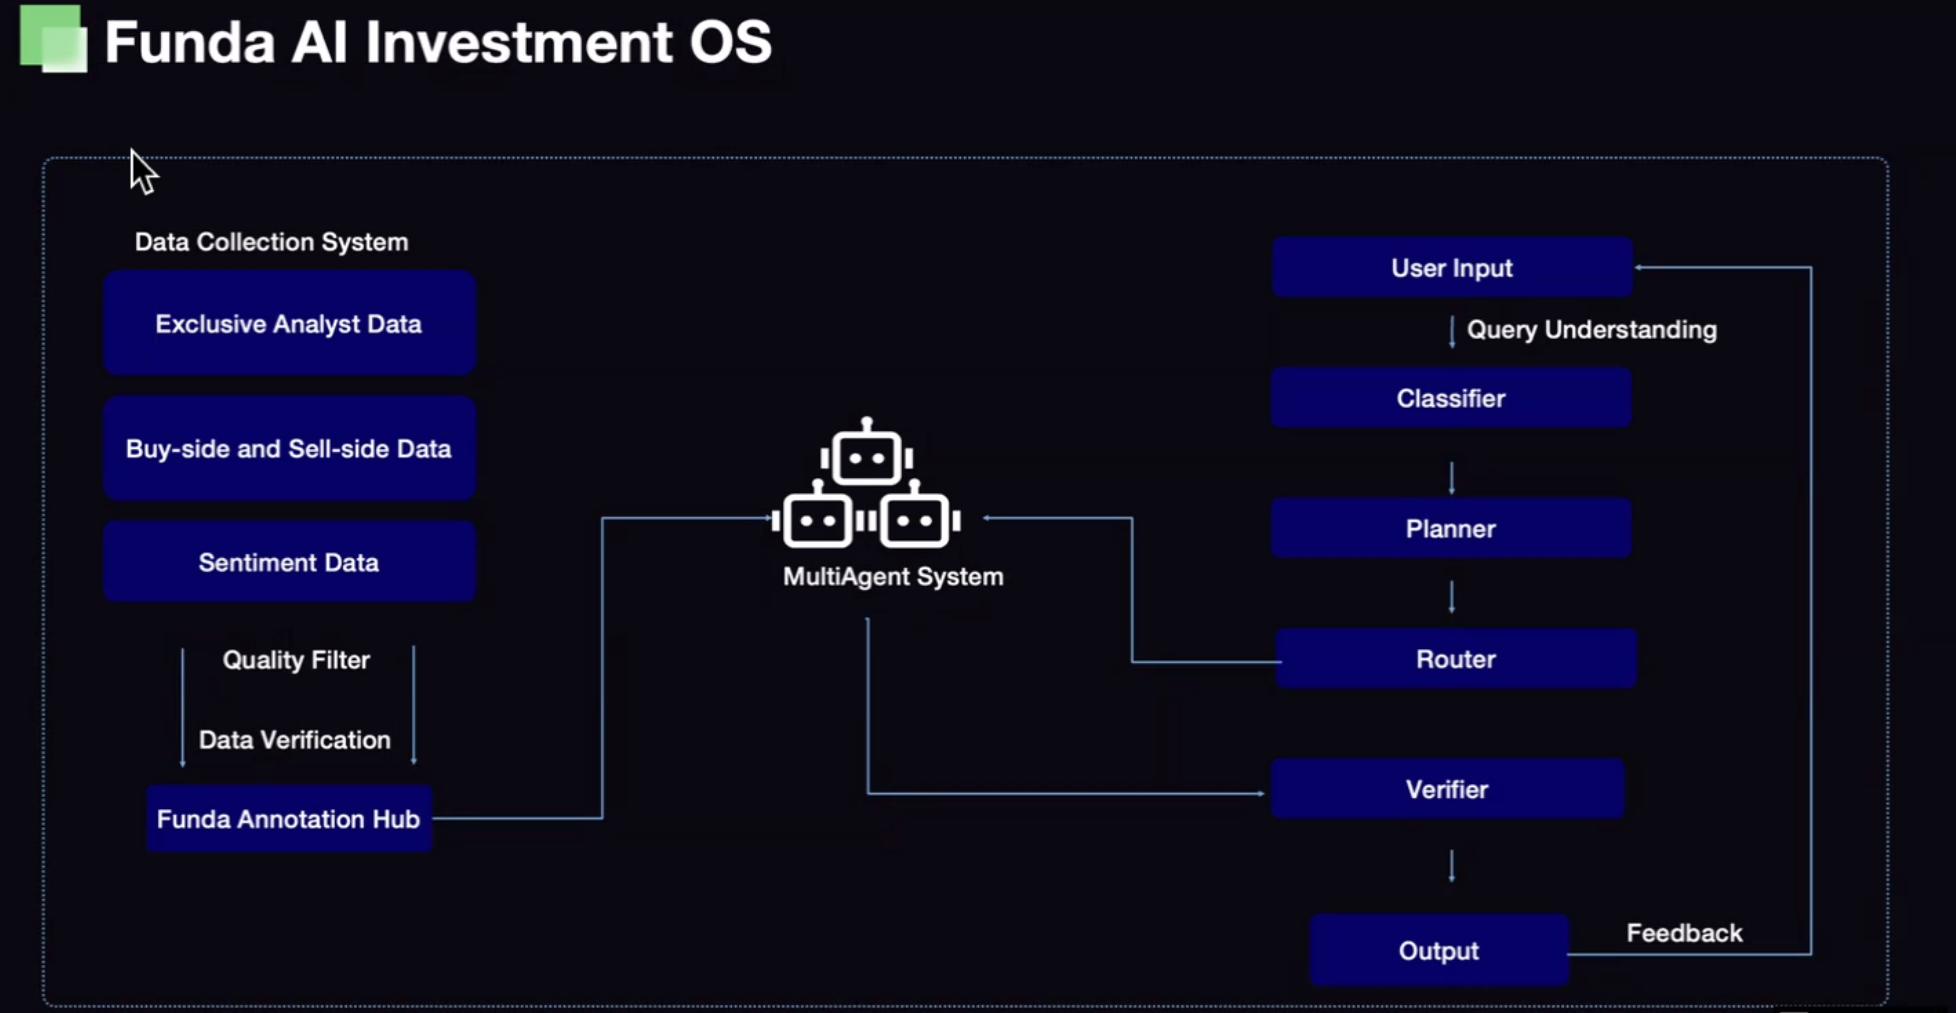 Funda AI Investment OS
Data Collection System
Exclusive Analyst Data
Buy-side and Sell-side Data
Sentiment Data
Quality Filter
Data Verification
Funda Annotation Hub
MultiAgent System
User Input
Query Understanding
Classifier
Planner
Router
Verifier
Output
Feedback